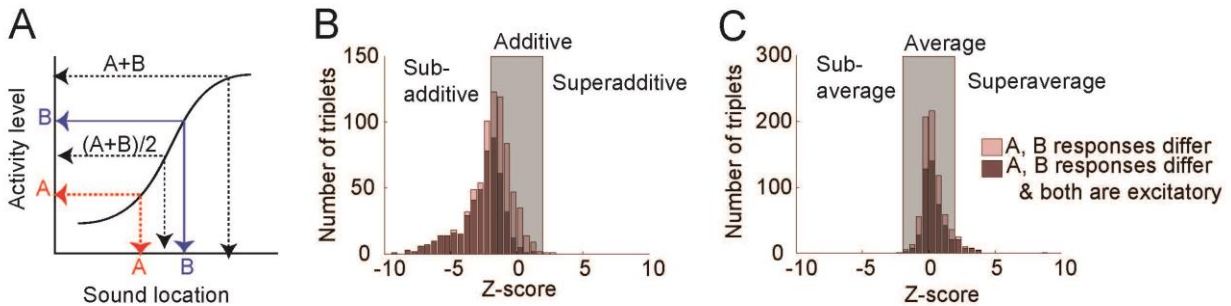 A
Activity level
A+B
B
(A+B)/2
A
A
B
Sound location
B
Number of triplets
150
100
50
0
-10
-5
0
5
10
Z-score
Sub-
additive
Additive
Superadditive
C
Number of triplets
300
200
100
0
-10
-5
0
5
10
Z-score
Sub-
average
Average
Superaverage
A, B responses differ
A, B responses differ
& both are excitatory